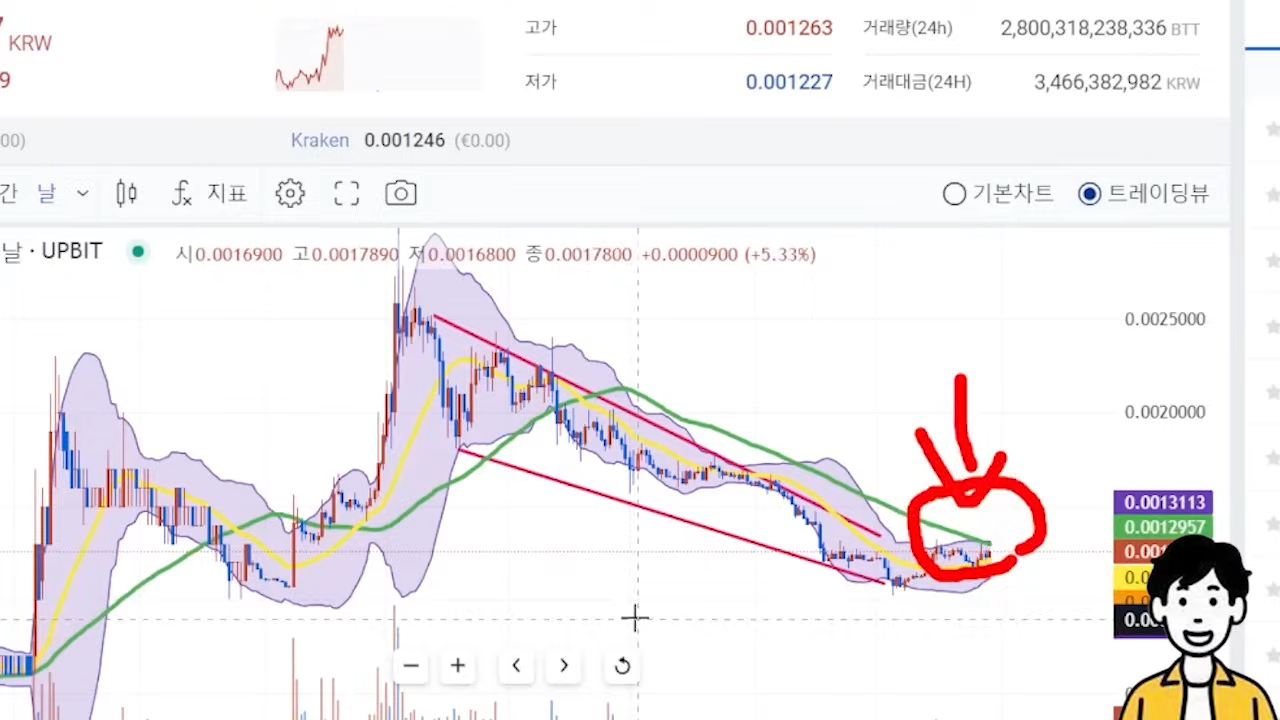 KRW
고가 0.001263 거래량(24h) 2,800,318,238,336 BTT
9
저가 0.001227 거래대금(24H) 3,466,382,982 KRW
00) Kraken 0.001246 (€0.00)
간 날 지표 기본차트 트레이딩뷰
날 · UPBIT 시0.0016900 고0.0017890 저0.0016800 종0.0017800 +0.0000900 (+5.33%)
0.0025000
0.0020000
0.0013113
0.0012957